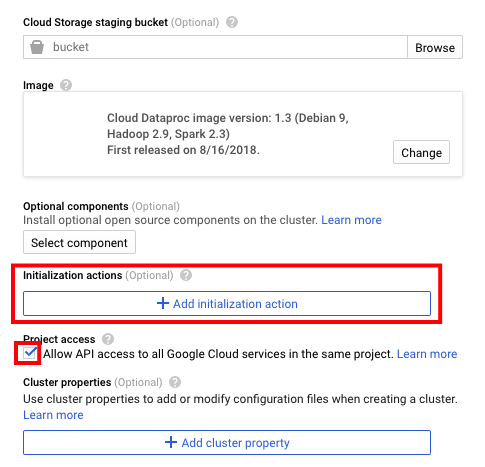 Cloud Storage staging bucket (Optional) ?
bucket Browse
Image ?
Cloud Dataproc image version: 1.3 (Debian 9,
Hadoop 2.9, Spark 2.3)
First released on 8/16/2018.
Change
Optional components (Optional)
Install optional open source components on the cluster. Learn more
Select component
Initialization actions (Optional) ?
+ Add initialization action
Project access ?
Allow API access to all Google Cloud services in the same project. Learn more
Cluster properties (Optional) ?
Use cluster properties to add or modify configuration files when creating a cluster.
Learn more
+ Add cluster property